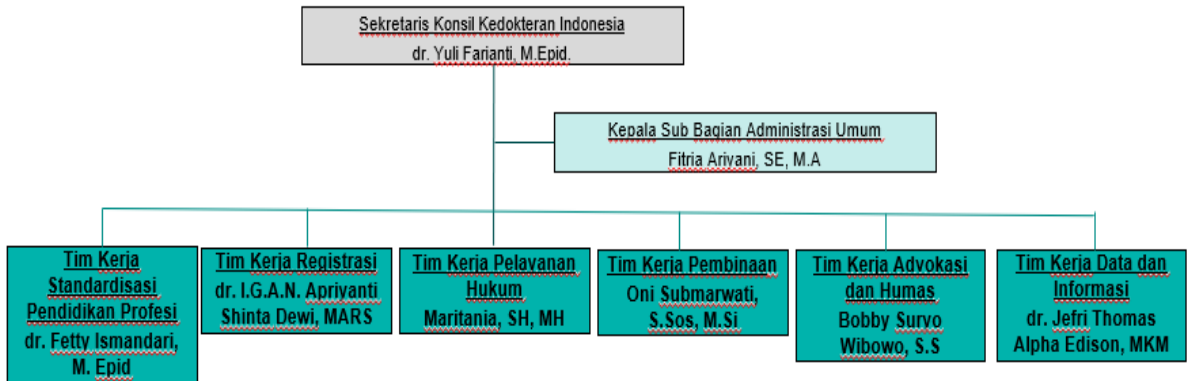 Sekretaris Konsil Kedokteran Indonesia
dr. Yuli Farianti, M.Epid.
Kepala Sub Bagian Administrasi Umum
Fitria Ariyani, SE, M.A
Tim Kerja
Standardisasi
Pendidikan Profesi
dr. Fetty Ismandari,
M. Epid
Tim Kerja Registrasi
dr. I.G.A.N. Apriyanti
Shinta Dewi, MARS
Tim Kerja Pelayanan
Hukum
Maritania, SH, MH
Tim Kerja Pembinaan
Oni Submarwati,
S.Sos, M.Si
Tim Kerja Advokasi
dan Humas
Bobby Suryo
Wibowo, S.S
Tim Kerja Data dan
Informasi
dr. Jefri Thomas
Alpha Edison, MKM